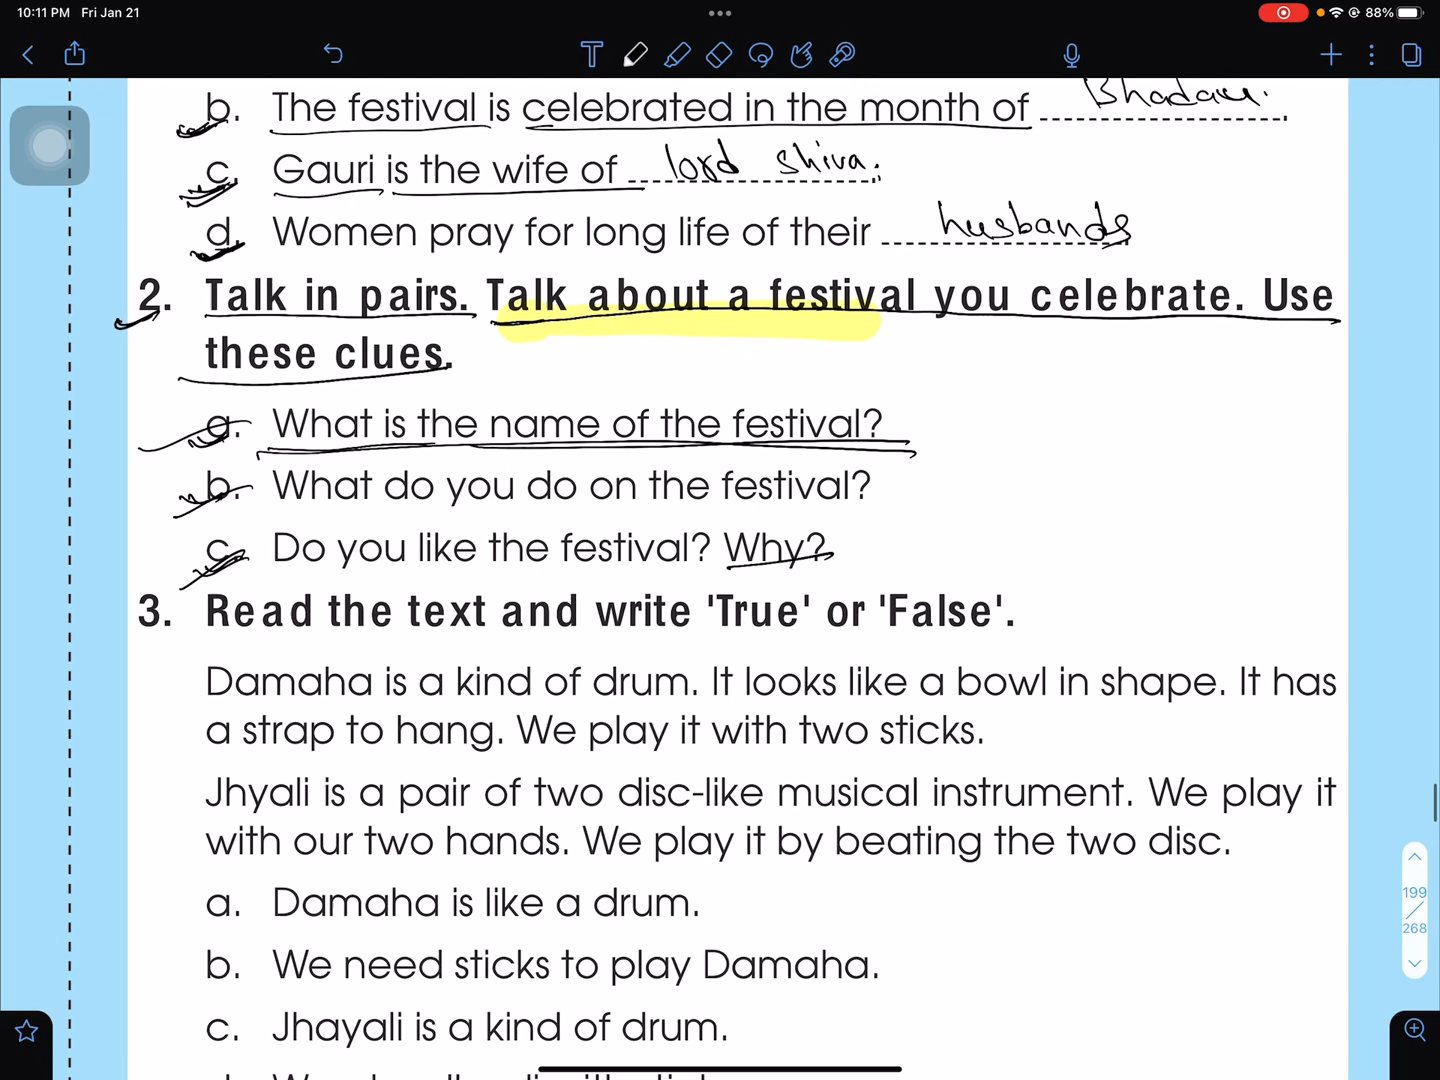 10:11 PM Fri Jan 21
88%
b. The festival is celebrated in the month of ........................
c. Gauri is the wife of lord shiva.
d. Women pray for long life of their husbands
2. Talk in pairs. Talk about a festival you celebrate. Use
these clues.
a. What is the name of the festival?
b. What do you do on the festival?
c. Do you like the festival? Why?
3. Read the text and write 'True' or 'False'.
Damaha is a kind of drum. It looks like a bowl in shape. It has
a strap to hang. We play it with two sticks.
Jhyali is a pair of two disc-like musical instrument. We play it
with our two hands. We play it by beating the two disc.
a. Damaha is like a drum.
b. We need sticks to play Damaha.
c. Jhayali is a kind of drum.
199
268